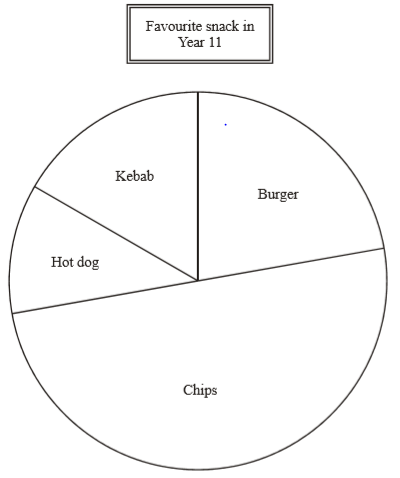 Favourite snack in
Year 11
Kebab
Burger
Hot dog
Chips